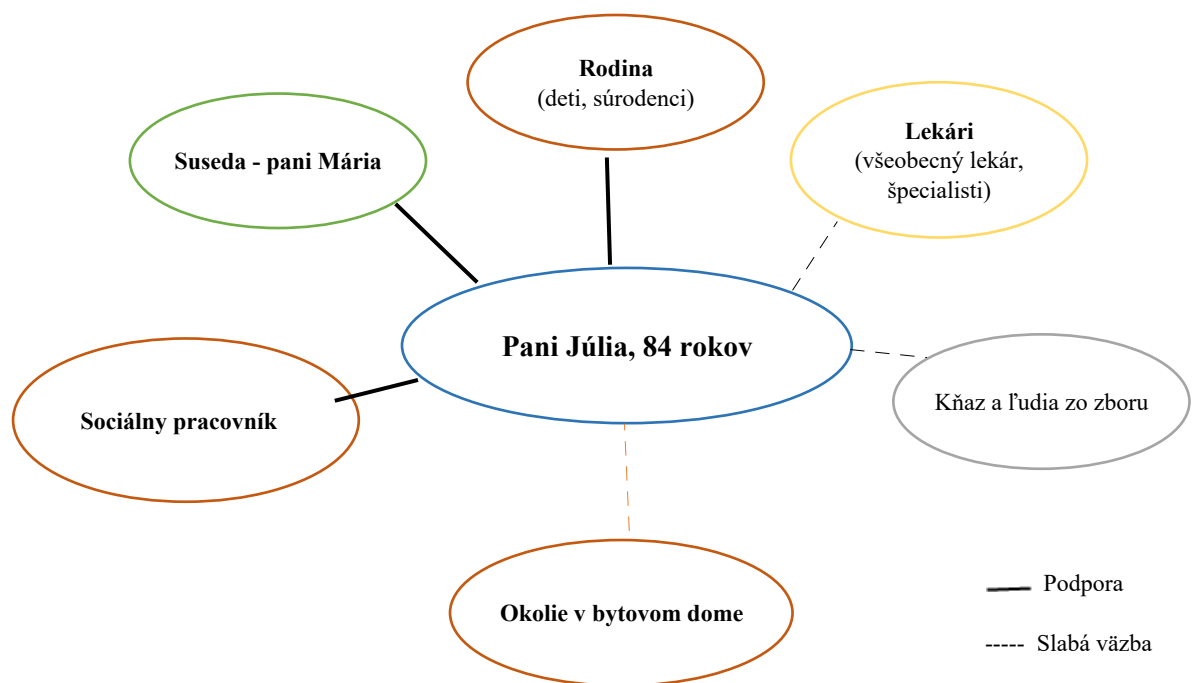 Rodina
(deti, súrodenci)
Suseda - pani Mária
Lekári
(všeobecný lekár,
špecialisti)
Pani Júlia, 84 rokov
Kňaz a ľudia zo zboru
Sociálny pracovník
Okolie v bytovom dome
Podpora
Slabá väzba